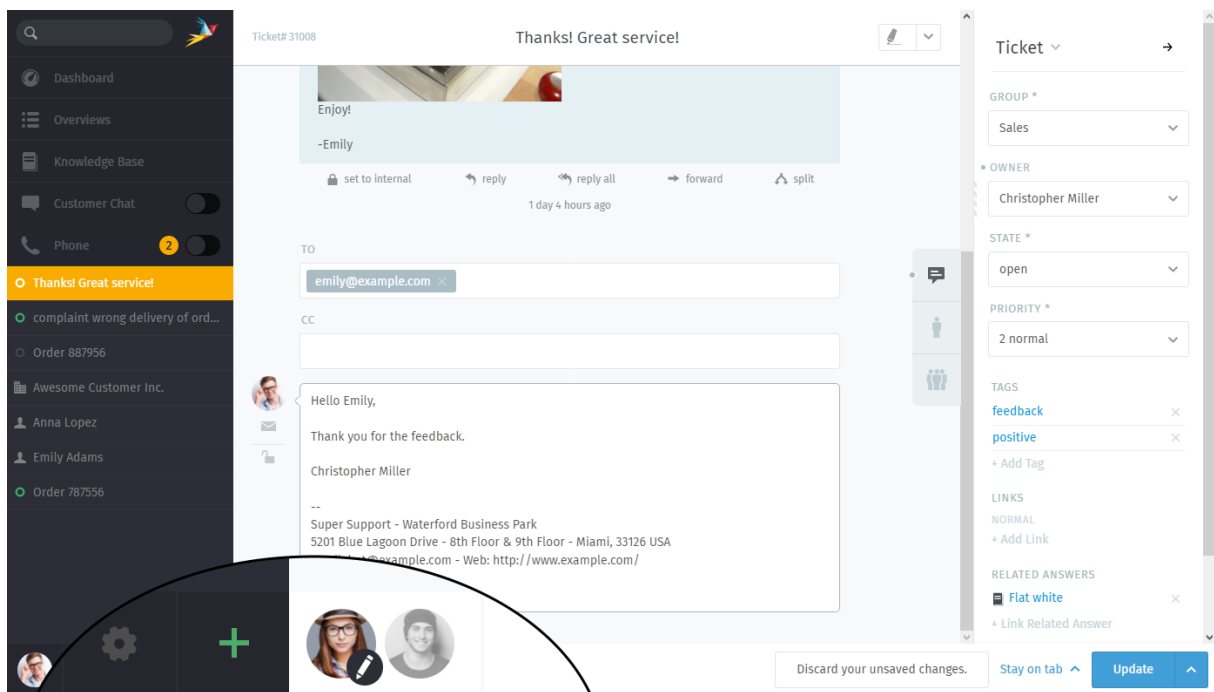 Dashboard
Overviews
Knowledge Base
Customer Chat
Phone 2
Thanks! Great service!
complaint wrong delivery of ord...
Order 887956
Awesome Customer Inc.
Anna Lopez
Emily Adams
Order 787556
Ticket# 31008
Thanks! Great service!
Enjoy!
-Emily
set to internal reply reply all forward split
1 day 4 hours ago
TO
emily@example.com ×
CC
Hello Emily,
Thank you for the feedback.
Christopher Miller
--
Super Support - Waterford Business Park
5201 Blue Lagoon Drive - 8th Floor & 9th Floor - Miami, 33126 USA
@example.com - Web: http://www.example.com/
Ticket
GROUP *
Sales
OWNER
Christopher Miller
STATE *
open
PRIORITY *
2 normal
TAGS
feedback ×
positive ×
+ Add Tag
LINKS
NORMAL
+ Add Link
RELATED ANSWERS
Flat white ×
+ Link Related Answer
Discard your unsaved changes. Stay on tab Update